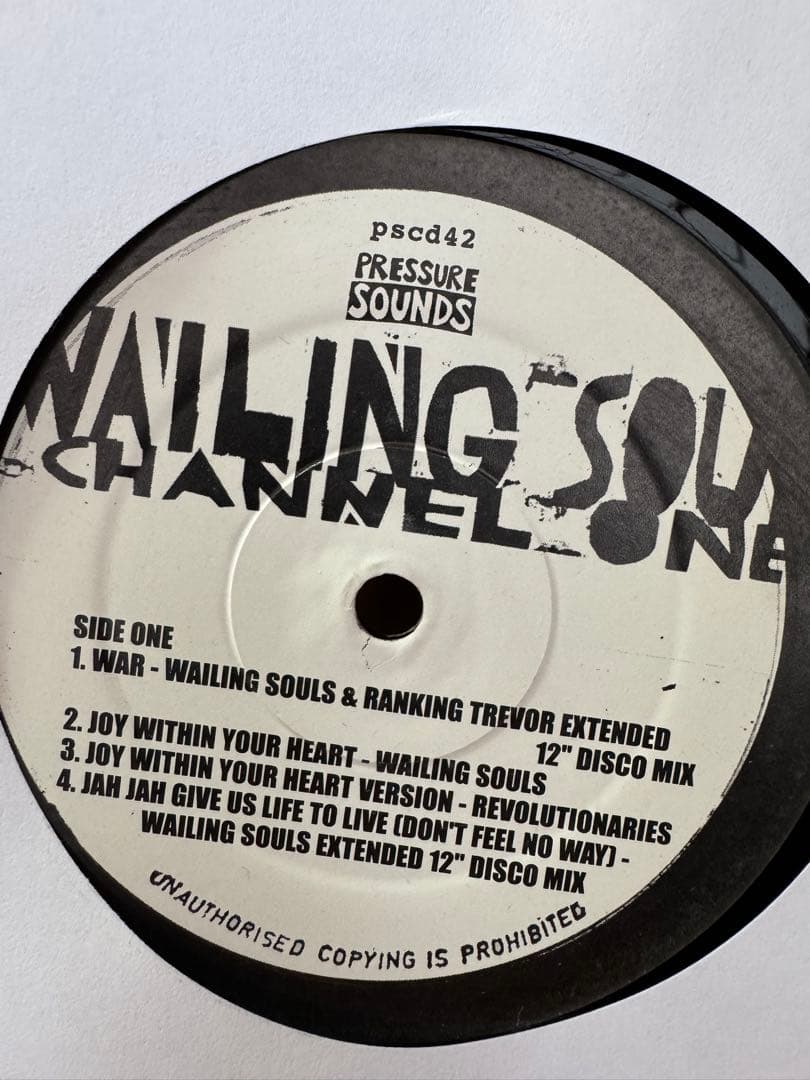 pscd42
PRESSURE
SOUNDS
WAILING SOU
CHANNEL ONE
SIDE ONE
1. WAR - WAILING SOULS & RANKING TREVOR EXTENDED
12" DISCO MIX
2. JOY WITHIN YOUR HEART - WAILING SOULS
3. JOY WITHIN YOUR HEART VERSION - REVOLUTIONARIES
4. JAH JAH GIVE US LIFE TO LIVE (DON'T FEEL NO WAY) -
WAILING SOULS EXTENDED 12" DISCO MIX
UNAUTHORISED COPYING IS PROHIBITED